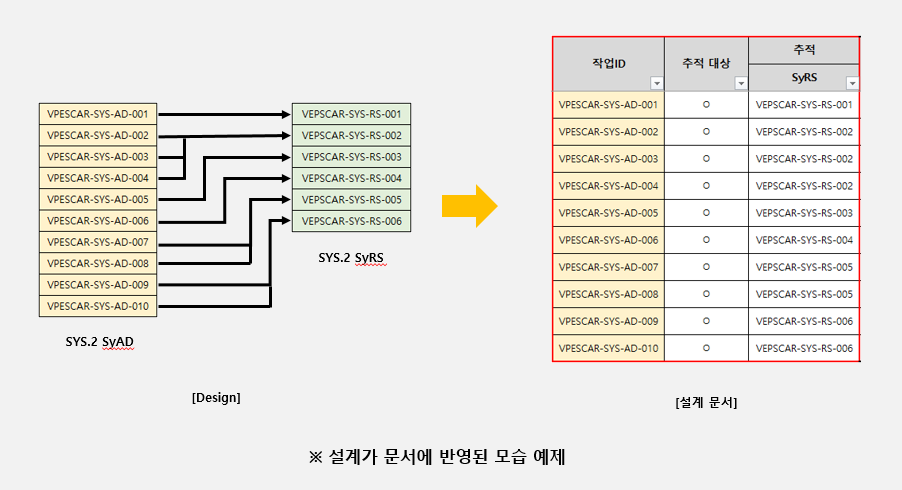 VPESCAR-SYS-AD-001
VPESCAR-SYS-AD-002
VPESCAR-SYS-AD-003
VPESCAR-SYS-AD-004
VPESCAR-SYS-AD-005
VPESCAR-SYS-AD-006
VPESCAR-SYS-AD-007
VPESCAR-SYS-AD-008
VPESCAR-SYS-AD-009
VPESCAR-SYS-AD-010
SYS.2 SyAD
VEPSCAR-SYS-RS-001
VEPSCAR-SYS-RS-002
VEPSCAR-SYS-RS-003
VEPSCAR-SYS-RS-004
VEPSCAR-SYS-RS-005
VEPSCAR-SYS-RS-006
SYS.2 SyRS
[Design]
작업ID 추적 대상 추적
SyRS
VPESCAR-SYS-AD-001 O VEPSCAR-SYS-RS-001
VPESCAR-SYS-AD-002 O VEPSCAR-SYS-RS-002
VPESCAR-SYS-AD-003 O VEPSCAR-SYS-RS-002
VPESCAR-SYS-AD-004 O VEPSCAR-SYS-RS-002
VPESCAR-SYS-AD-005 O VEPSCAR-SYS-RS-003
VPESCAR-SYS-AD-006 O VEPSCAR-SYS-RS-004
VPESCAR-SYS-AD-007 O VEPSCAR-SYS-RS-005
VPESCAR-SYS-AD-008 O VEPSCAR-SYS-RS-005
VPESCAR-SYS-AD-009 O VEPSCAR-SYS-RS-006
VPESCAR-SYS-AD-010 O VEPSCAR-SYS-RS-006
[설계 문서]
※ 설계가 문서에 반영된 모습 예제